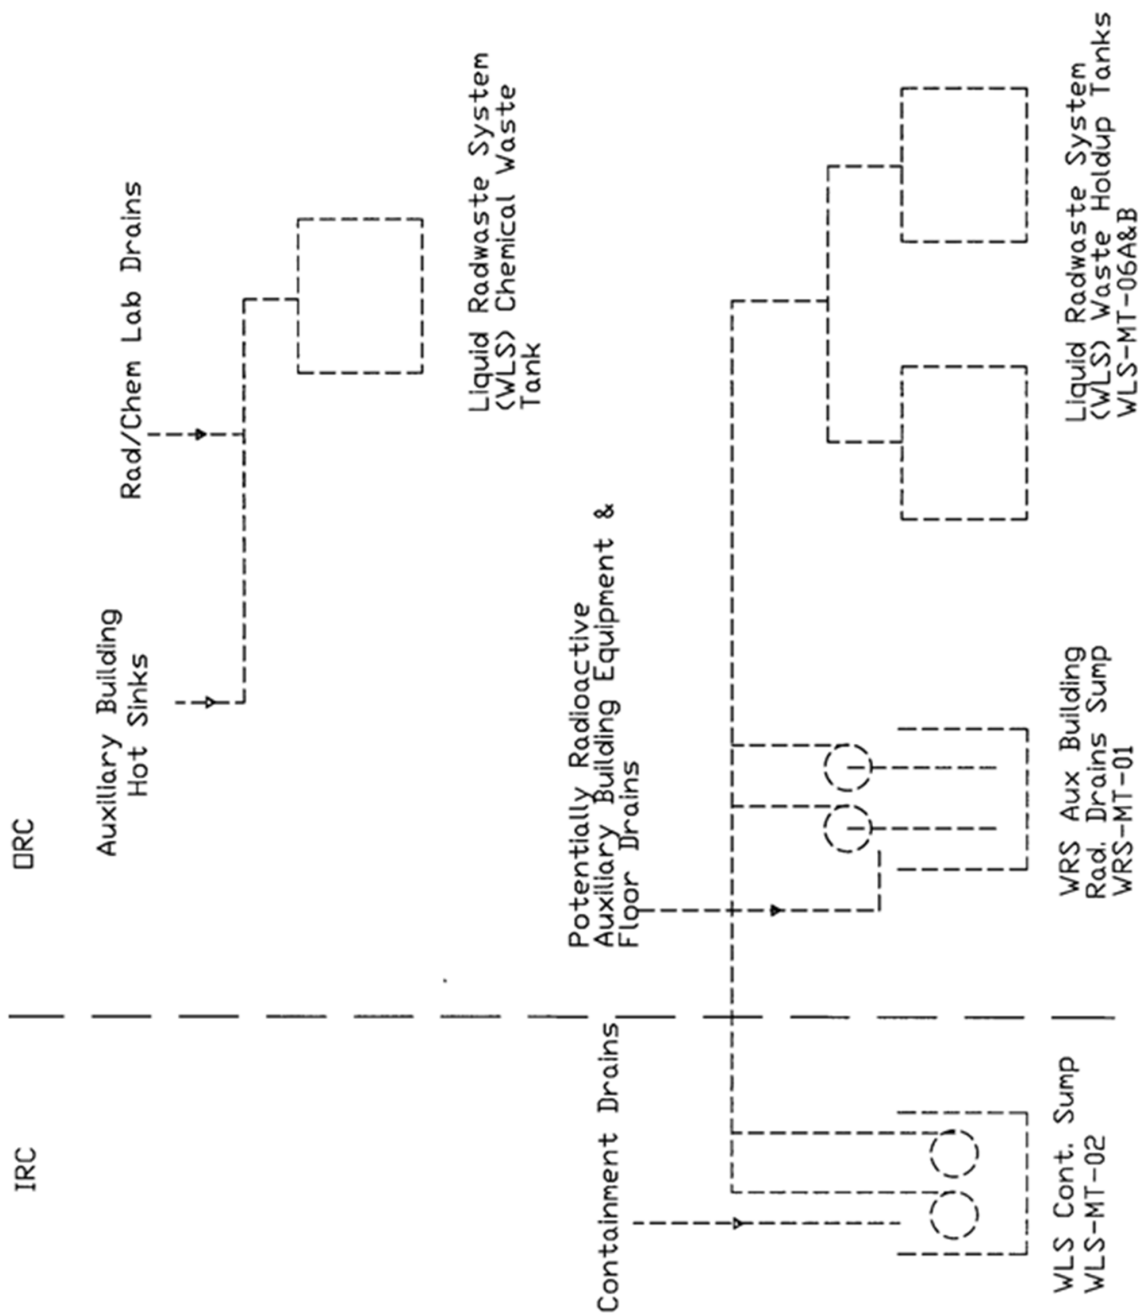 IRC
ORC
Auxiliary Building
Hot Sinks
Rad/Chem Lab Drains
Liquid Radwaste System
(WLS) Chemical Waste
Tank
Containment Drains
Potentially Radioactive
Auxiliary Building Equipment &
Floor Drains
WLS Cont. Sump
WLS-MT-02
WRS Aux Building
Rad. Drains Sump
WRS-MT-01
Liquid Radwaste System
(WLS) Waste Holdup Tanks
WLS-MT-06A&B